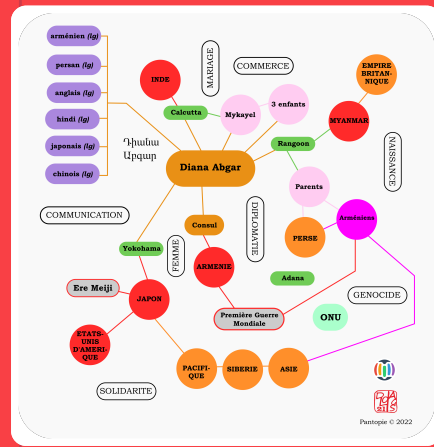 arménien (lg)
persan (lg)
anglais (lg)
hindi (lg)
japonais (lg)
chinois (lg)
MARIAGE
COMMERCE
INDE
Calcutta
Mykayel
3 enfants
EMPIRE
BRITAN-
NIQUE
MYANMAR
Rangoon
NAISSANCE
Դիանա
Աբգար
Diana Abgar
Parents
COMMUNICATION
Consul
DIPLOMATIE
PERSE
Arméniens
Yokohama
FEMME
ARMENIE
Adana
Ere Meiji
JAPON
Première Guerre
Mondiale
GENOCIDE
ONU
ETATS-
UNIS
D'AMERI-
QUE
PACIFI-
QUE
SIBERIE
ASIE
SOLIDARITE
Pantopie © 2022